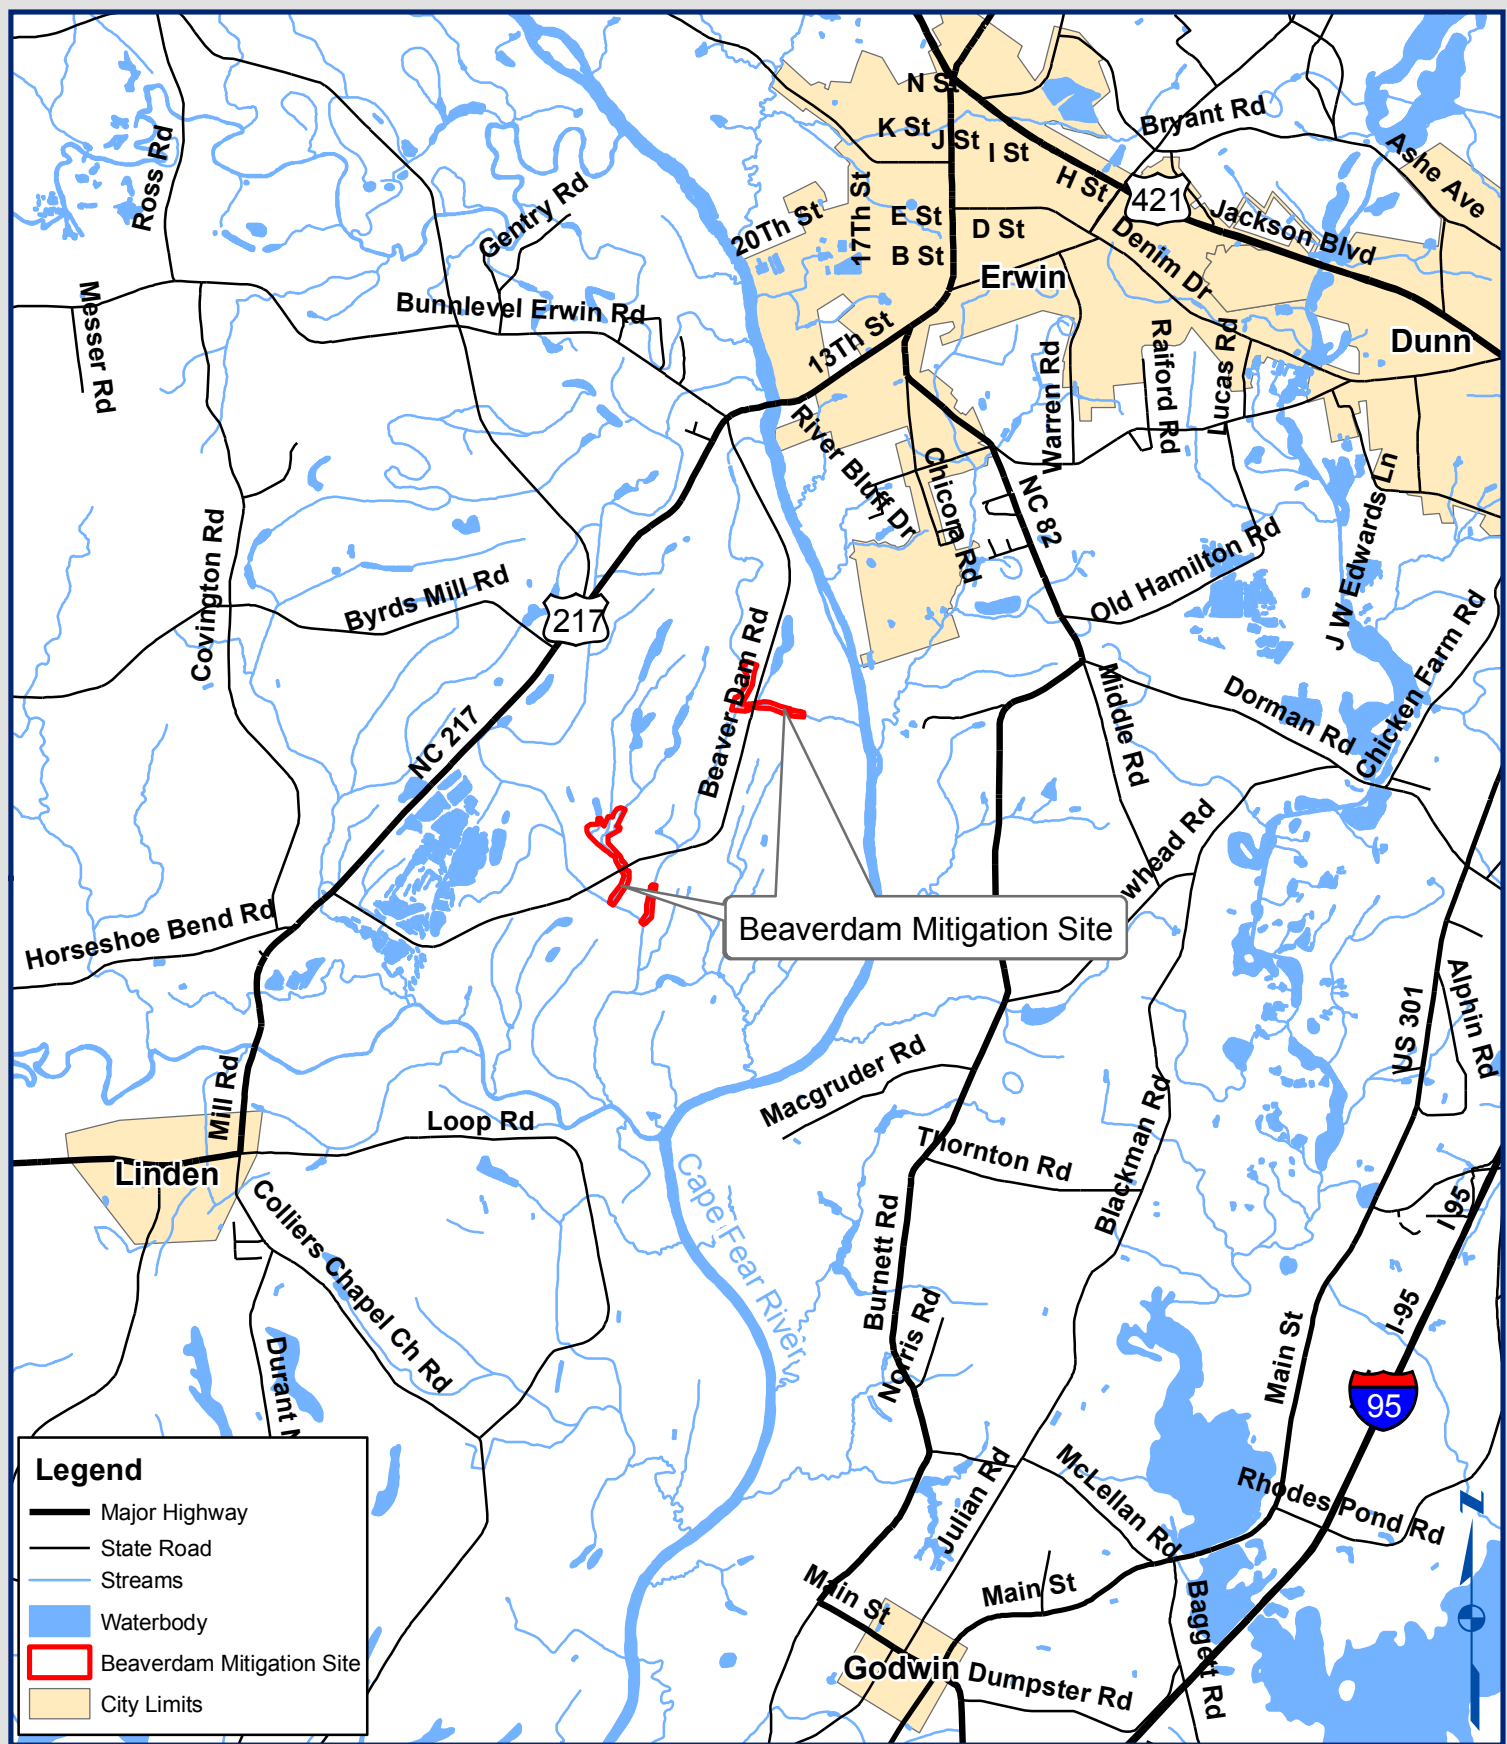 N St
K St
J St
I St
Bryant Rd
Ashe Ave
H St
421
Jackson Blvd
Ross Rd
Gentry Rd
20Th St
17Th St
E St
D St
B St
Denim Dr
Erwin
Messer Rd
Bunnlevel Erwin Rd
13Th St
Dunn
Warren Rd
Raiford Rd
Lucas Rd
River Bluff Dr
Chicora Rd
NC 82
J W Edwards Ln
Covington Rd
Byrds Mill Rd
217
Old Hamilton Rd
Beaver Dam Rd
Middle Rd
Dorman Rd
Chicken Farm Rd
NC 217
whead Rd
Horseshoe Bend Rd
Beaverdam Mitigation Site
US 301
Alphin Rd
Macgruder Rd
Mill Rd
Loop Rd
Thornton Rd
Blackman Rd
Linden
Cape Fear River
Colliers Chapel Ch Rd
Burnett Rd
I 95
I-95
Norris Rd
Main St
Durant N
95
Julian Rd
McLellan Rd
Rhodes Pond Rd
Main St
Main St
Baggett Rd
Godwin
Dumpster Rd
Legend
Major Highway
State Road
Streams
Waterbody
Beaverdam Mitigation Site
City Limits
N